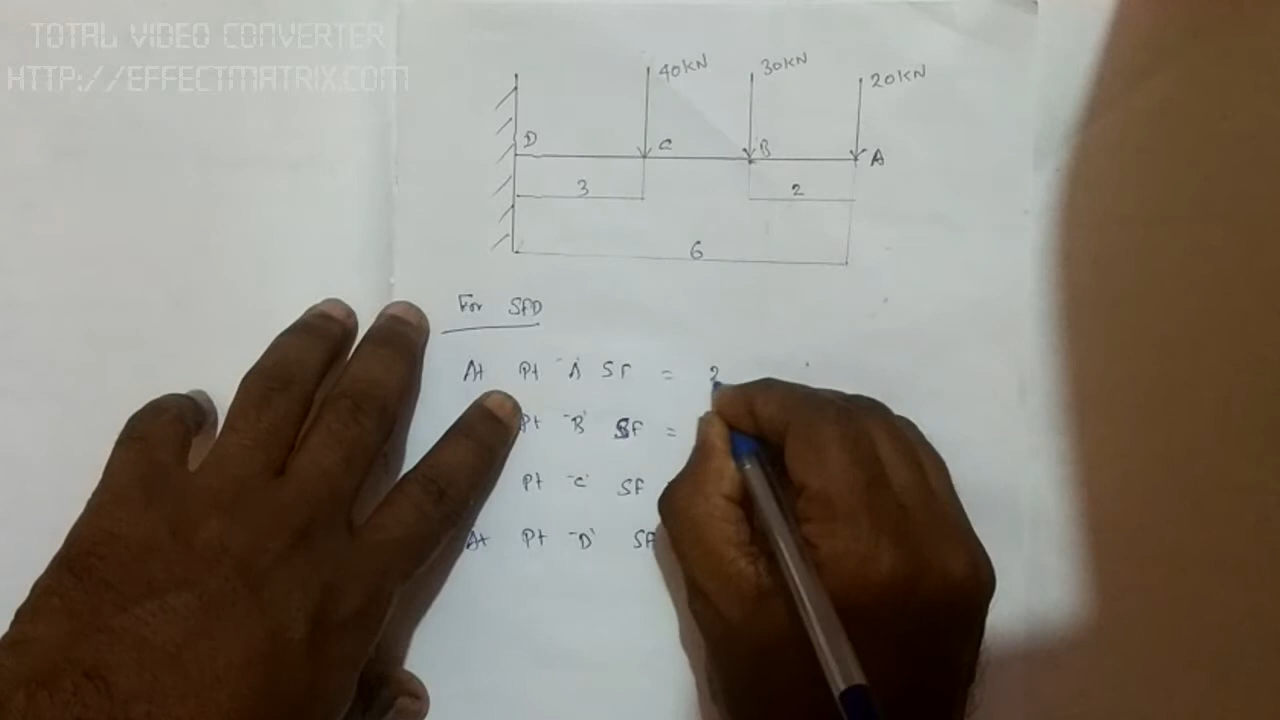 TOTAL VIDEO CONVERTER
HTTP://EFFECTMATRIX.COM
40KN 30KN 20KN
D C B A
3 2
6
For SFD
At Pt "A" SF = 2
Pt "B" SF =
Pt "C" SF
At Pt "D" SF